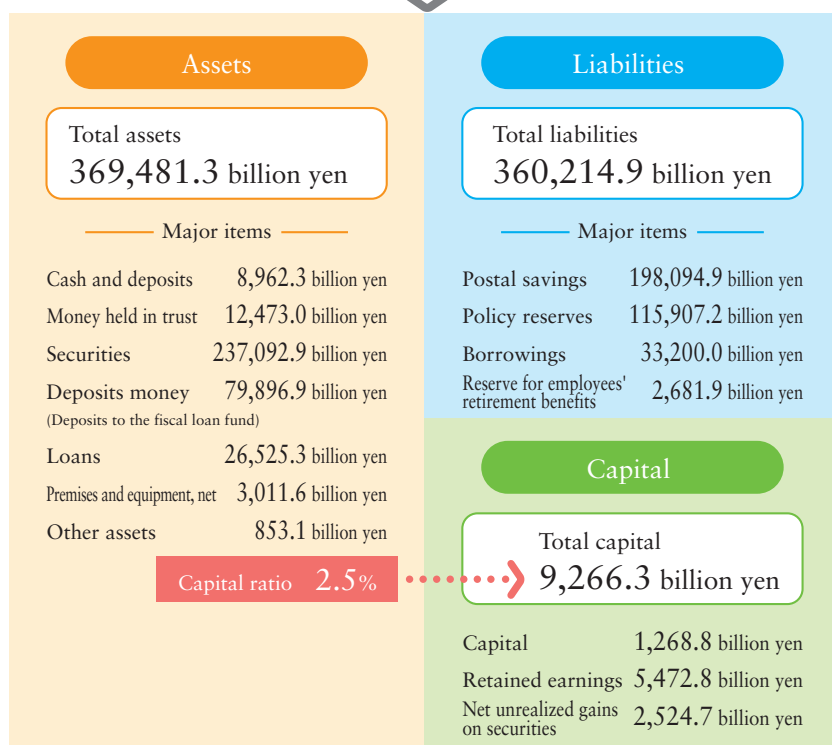 Assets
Total assets
369,481.3 billion yen
Major items
Cash and deposits 8,962.3 billion yen
Money held in trust 12,473.0 billion yen
Securities 237,092.9 billion yen
Deposits money 79,896.9 billion yen
(Deposits to the fiscal loan fund)
Loans 26,525.3 billion yen
Premises and equipment, net 3,011.6 billion yen
Other assets 853.1 billion yen
Capital ratio 2.5%
Liabilities
Total liabilities
360,214.9 billion yen
Major items
Postal savings 198,094.9 billion yen
Policy reserves 115,907.2 billion yen
Borrowings 33,200.0 billion yen
Reserve for employees'
retirement benefits 2,681.9 billion yen
Capital
Total capital
9,266.3 billion yen
Capital 1,268.8 billion yen
Retained earnings 5,472.8 billion yen
Net unrealized gains
on securities 2,524.7 billion yen